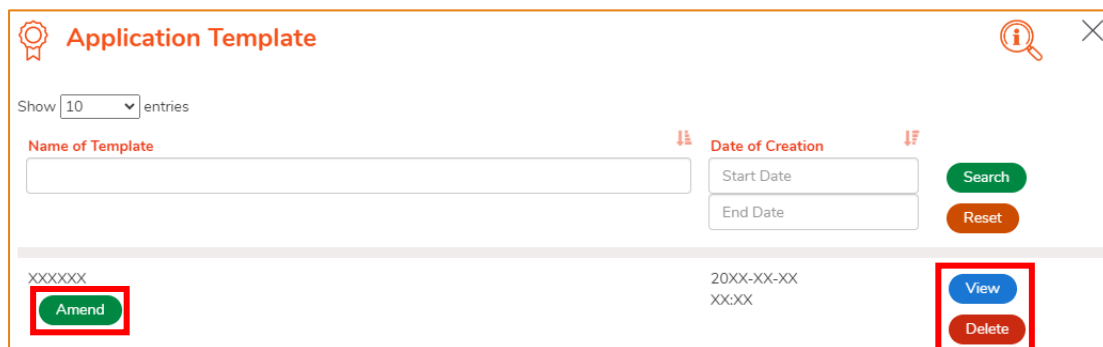 Application Template
Show 10 entries
Name of Template Date of Creation
Start Date Search
End Date Reset
XXXXXX 20XX-XX-XX View
Amend XX:XX Delete